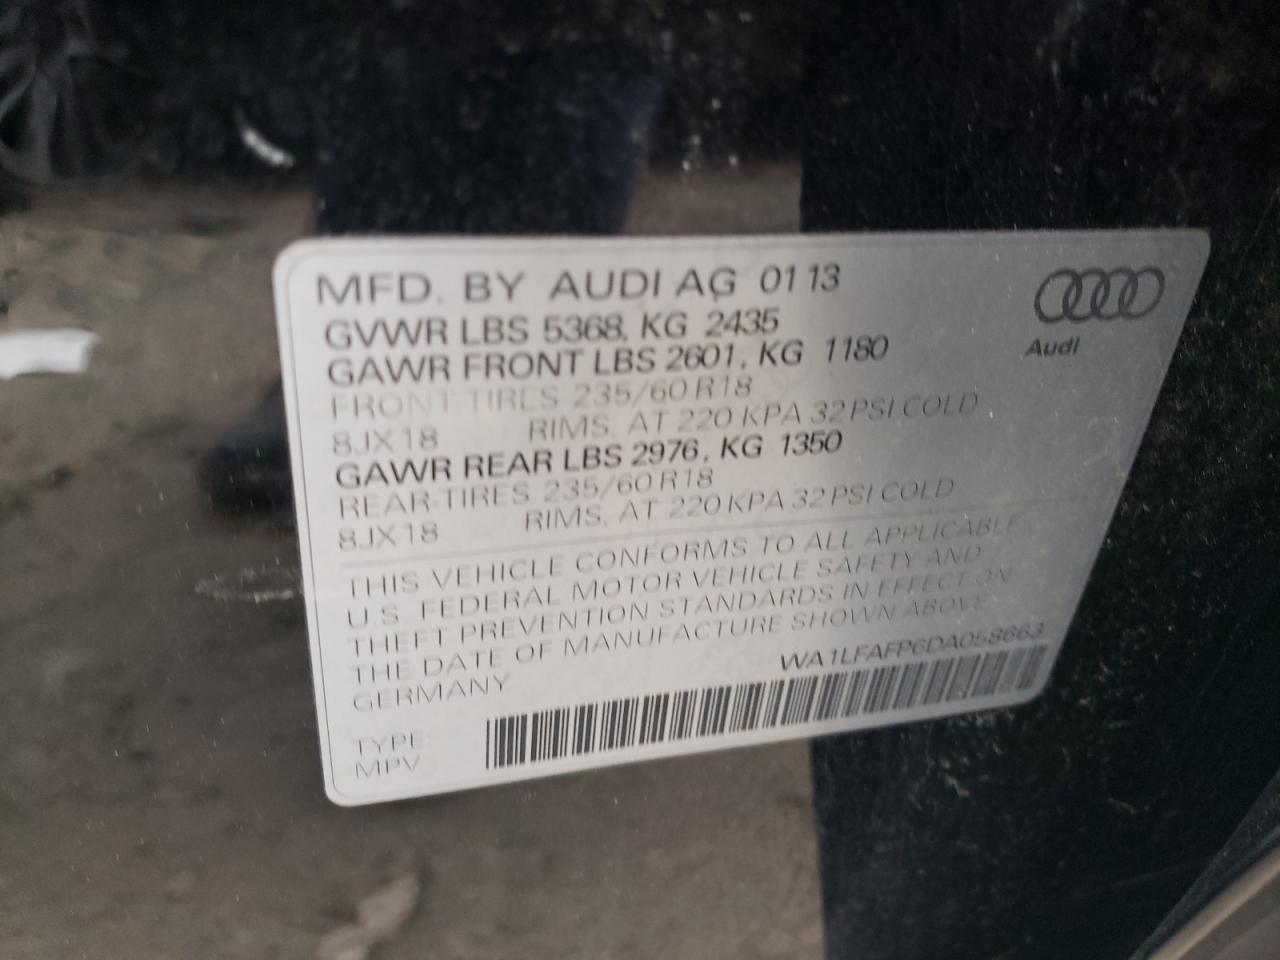 MFD. BY AUDI AG 01 13
GVWR LBS 5368, KG 2435
GAWR FRONT LBS 2601, KG 1180
FRONT-TIRES 235/60 R18
8JX18 RIMS, AT 220 KPA 32 PSI COLD
GAWR REAR LBS 2976, KG 1350
REAR-TIRES 235/60 R18
8JX18 RIMS, AT 220 KPA 32 PSI COLD
Audi
THIS VEHICLE CONFORMS TO ALL APPLICABLE
U.S. FEDERAL MOTOR VEHICLE SAFETY AND
THEFT PREVENTION STANDARDS IN EFFECT ON
THE DATE OF MANUFACTURE SHOWN ABOVE
GERMANY
WA1LFAFP6DA058663
TYPE:
MPV